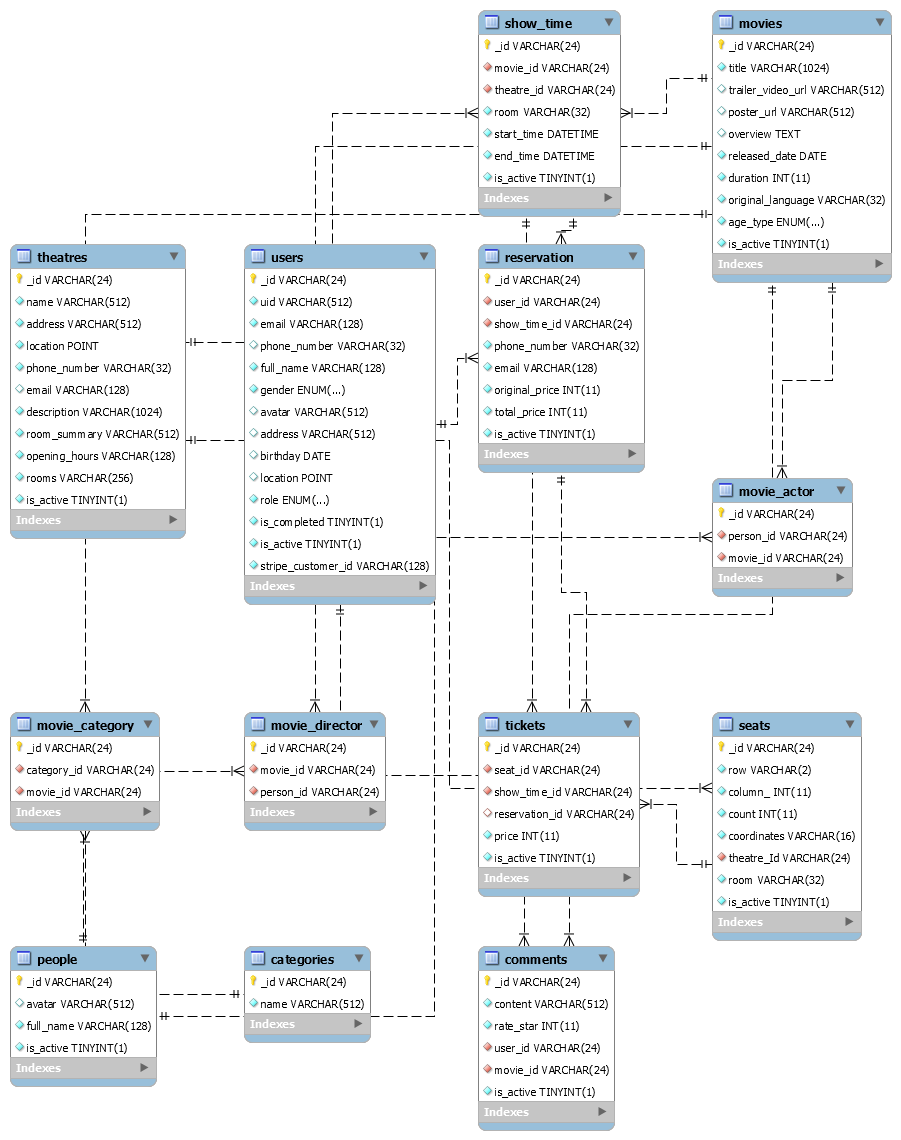 show_time
_id VARCHAR(24)
movie_id VARCHAR(24)
theatre_id VARCHAR(24)
room VARCHAR(32)
start_time DATETIME
end_time DATETIME
is_active TINYINT(1)
Indexes
movies
_id VARCHAR(24)
title VARCHAR(1024)
trailer_video_url VARCHAR(512)
poster_url VARCHAR(512)
overview TEXT
released_date DATE
duration INT(11)
original_language VARCHAR(32)
age_type ENUM(...)
is_active TINYINT(1)
Indexes
theatres
_id VARCHAR(24)
name VARCHAR(512)
address VARCHAR(512)
location POINT
phone_number VARCHAR(32)
email VARCHAR(128)
description VARCHAR(1024)
room_summary VARCHAR(512)
opening_hours VARCHAR(128)
rooms VARCHAR(256)
is_active TINYINT(1)
Indexes
users
_id VARCHAR(24)
uid VARCHAR(512)
email VARCHAR(128)
phone_number VARCHAR(32)
full_name VARCHAR(128)
gender ENUM(...)
avatar VARCHAR(512)
address VARCHAR(512)
birthday DATE
location POINT
role ENUM(...)
is_completed TINYINT(1)
is_active TINYINT(1)
stripe_customer_id VARCHAR(128)
Indexes
reservation
_id VARCHAR(24)
user_id VARCHAR(24)
show_time_id VARCHAR(24)
phone_number VARCHAR(32)
email VARCHAR(128)
original_price INT(11)
total_price INT(11)
is_active TINYINT(1)
Indexes
movie_actor
_id VARCHAR(24)
person_id VARCHAR(24)
movie_id VARCHAR(24)
Indexes
movie_category
_id VARCHAR(24)
category_id VARCHAR(24)
movie_id VARCHAR(24)
Indexes
movie_director
_id VARCHAR(24)
movie_id VARCHAR(24)
person_id VARCHAR(24)
Indexes
tickets
_id VARCHAR(24)
seat_id VARCHAR(24)
show_time_id VARCHAR(24)
reservation_id VARCHAR(24)
price INT(11)
is_active TINYINT(1)
Indexes
seats
_id VARCHAR(24)
row VARCHAR(2)
column_ INT(11)
count INT(11)
coordinates VARCHAR(16)
theatre_Id VARCHAR(24)
room VARCHAR(32)
is_active TINYINT(1)
Indexes
people
_id VARCHAR(24)
avatar VARCHAR(512)
full_name VARCHAR(128)
is_active TINYINT(1)
Indexes
categories
_id VARCHAR(24)
name VARCHAR(512)
Indexes
comments
_id VARCHAR(24)
content VARCHAR(512)
rate_star INT(11)
user_id VARCHAR(24)
movie_id VARCHAR(24)
is_active TINYINT(1)
Indexes